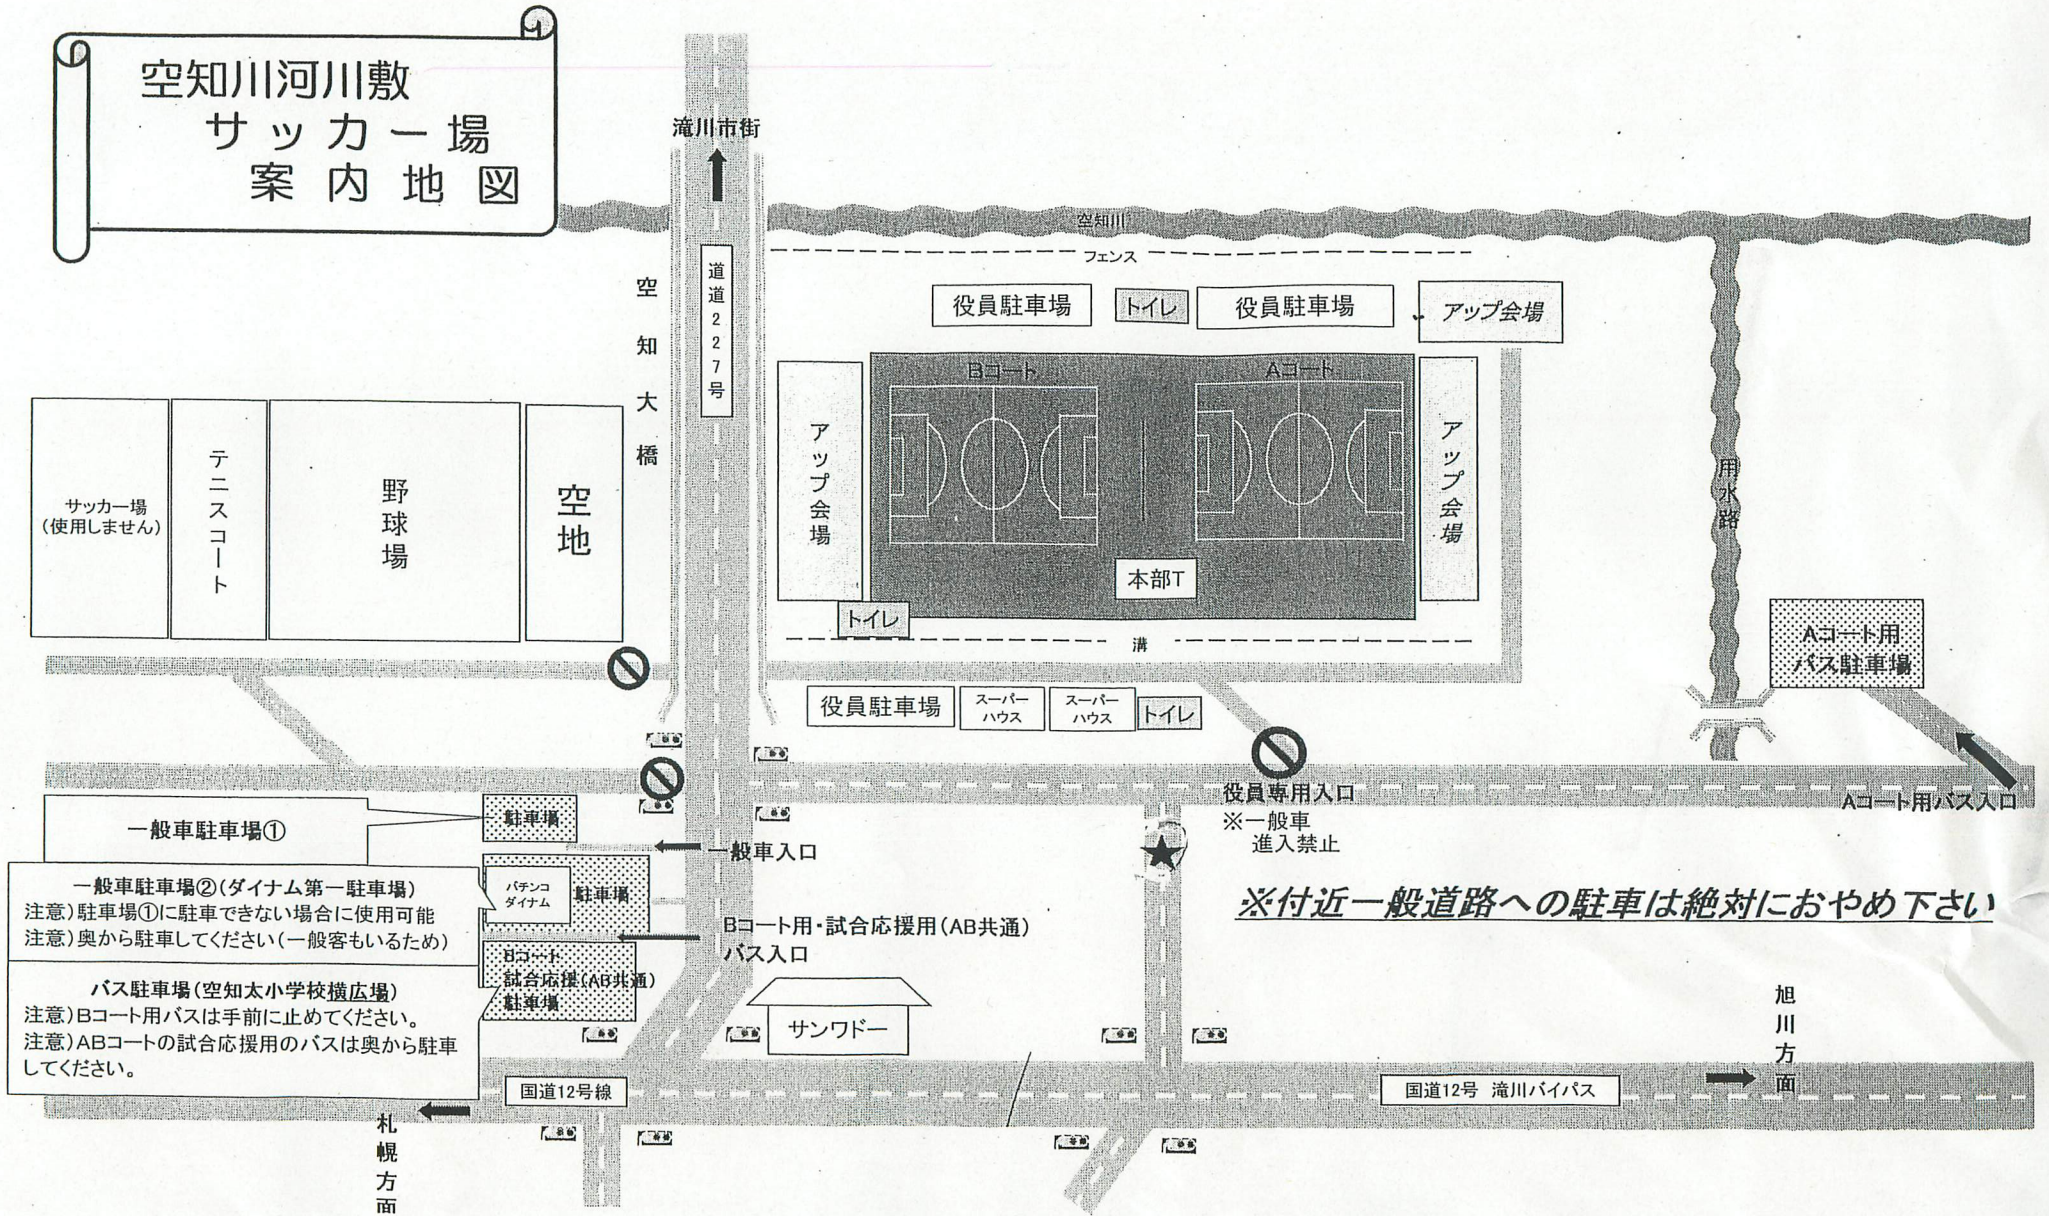 空知川河川敷
サッカー場
案内地図
滝川市街
空知川
フェンス
道道227号
空知大橋
役員駐車場
トイレ
役員駐車場
アップ会場
Bコート
Aコート
アップ会場
アップ会場
本部T
トイレ
溝
サッカー場
(使用しません)
テニスコート
野球場
空地
用水路
Aコート用
バス駐車場
役員駐車場
スーパー
ハウス
スーパー
ハウス
トイレ
役員専用入口
※一般車
進入禁止
Aコート用バス入口
一般車駐車場①
駐車場
一般車入口
一般車駐車場②(ダイナム第一駐車場)
注意)駐車場①に駐車できない場合に使用可能
注意)奥から駐車してください(一般客もいるため)
パチンコ
ダイナム
駐車場
※付近一般道路への駐車は絶対におやめ下さい
Bコート用・試合応援用(AB共通)
バス入口
Bコート
試合応援(AB共通)
駐車場
バス駐車場(空知太小学校横広場)
注意)Bコート用バスは手前に止めてください。
注意)ABコートの試合応援用のバスは奥から駐車
してください。
サンワドー
旭川方面
国道12号線
国道12号 滝川バイパス
札幌方面